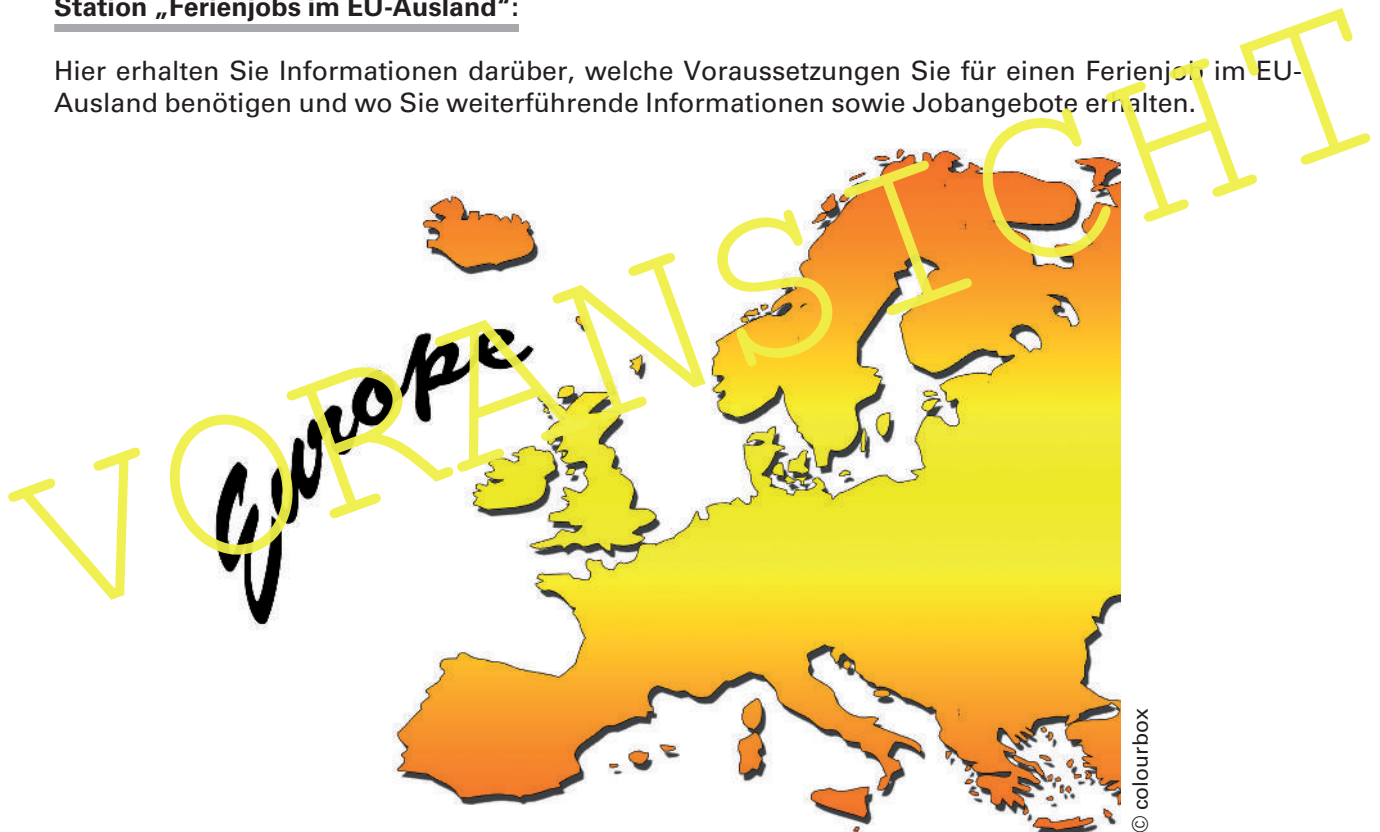 Station „Ferienjobs im EU-Ausland“:
Hier erhalten Sie Informationen darüber, welche Voraussetzungen Sie für einen Ferienjob im EU-
Ausland benötigen und wo Sie weiterführende Informationen sowie Jobangebote erhalten.
VORANSICHT
Europe
© colourbox